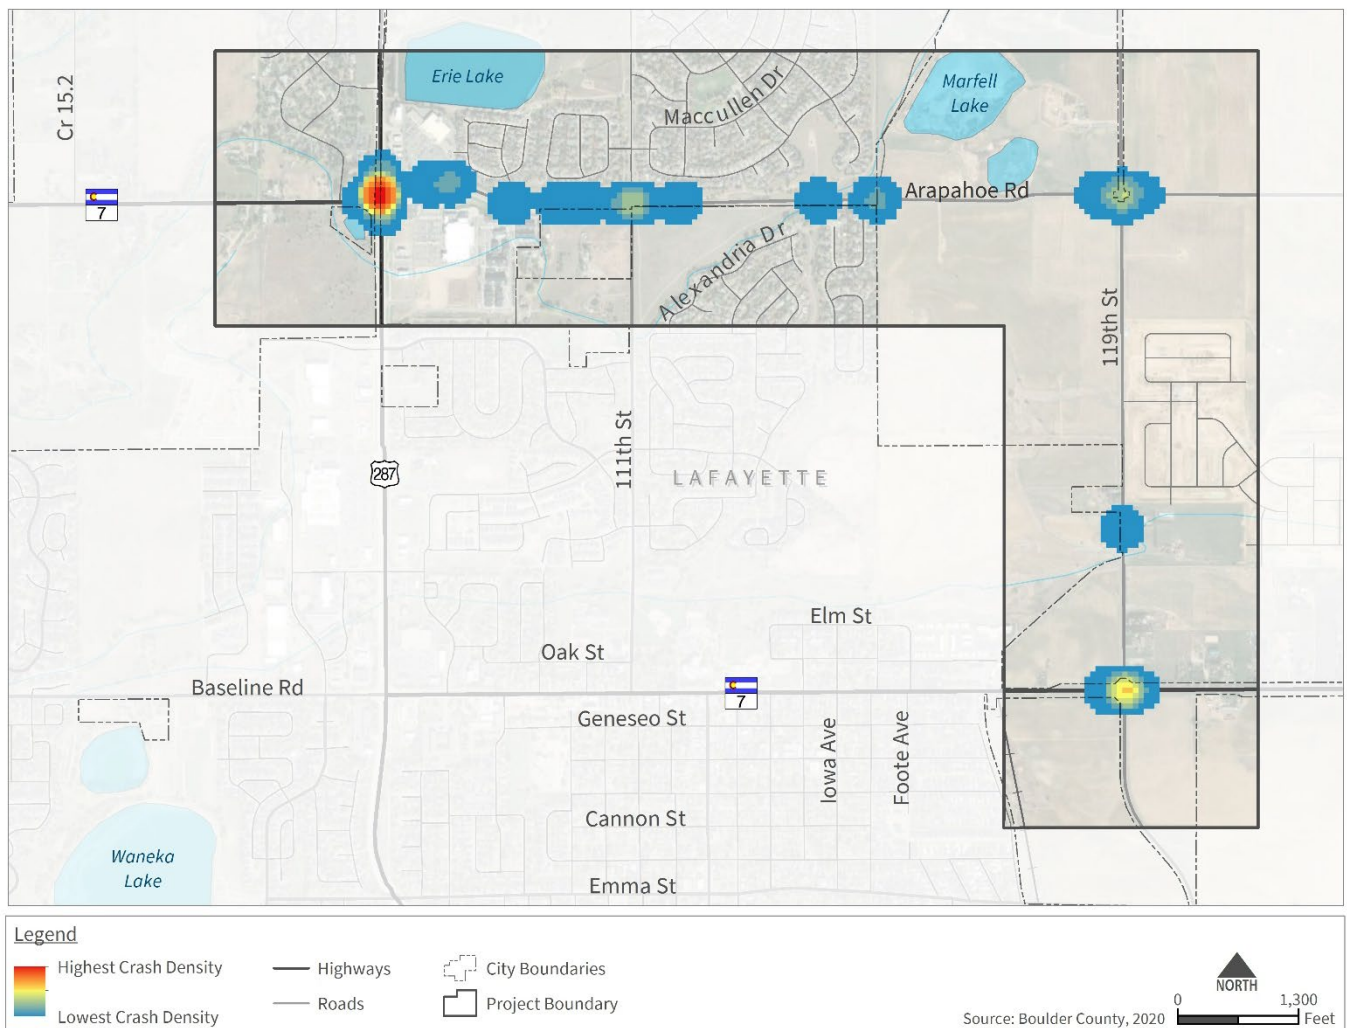 Erie Lake
Maccullen Dr
Marfell
Lake
Cr 15.2
7
Arapahoe Rd
Alexandria Dr
119th St
111th St
287
LAFAYETTE
Elm St
Oak St
Baseline Rd
7
Geneseo St
Iowa Ave
Foote Ave
Cannon St
Waneka
Lake
Emma St
Legend
Highest Crash Density
Lowest Crash Density
Highways
Roads
City Boundaries
Project Boundary
NORTH
0 1,300
Source: Boulder County, 2020 Feet